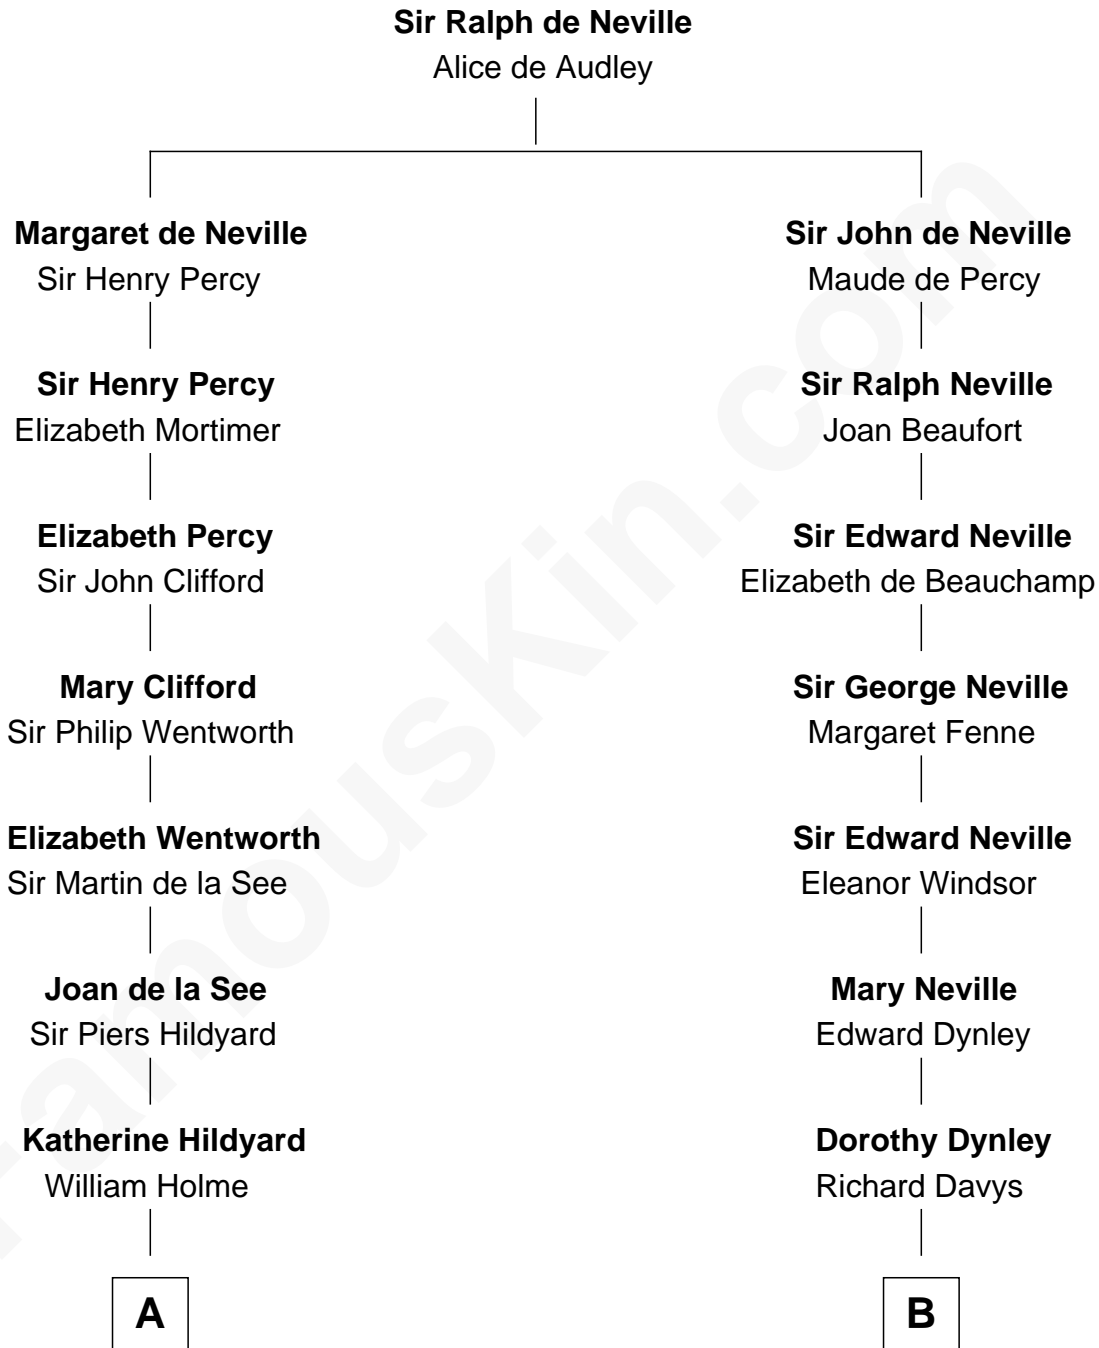 Sir Ralph de Neville
Alice de Audley
Margaret de Neville
Sir Henry Percy
Sir John de Neville
Maude de Percy
Sir Henry Percy
Elizabeth Mortimer
Sir Ralph Neville
Joan Beaufort
Elizabeth Percy
Sir John Clifford
Sir Edward Neville
Elizabeth de Beauchamp
Mary Clifford
Sir Philip Wentworth
Sir George Neville
Margaret Fenne
Elizabeth Wentworth
Sir Martin de la See
Sir Edward Neville
Eleanor Windsor
Joan de la See
Sir Piers Hildyard
Mary Neville
Edward Dynley
Katherine Hildyard
William Holme
Dorothy Dynley
Richard Davys
A
B
FamousKin.com